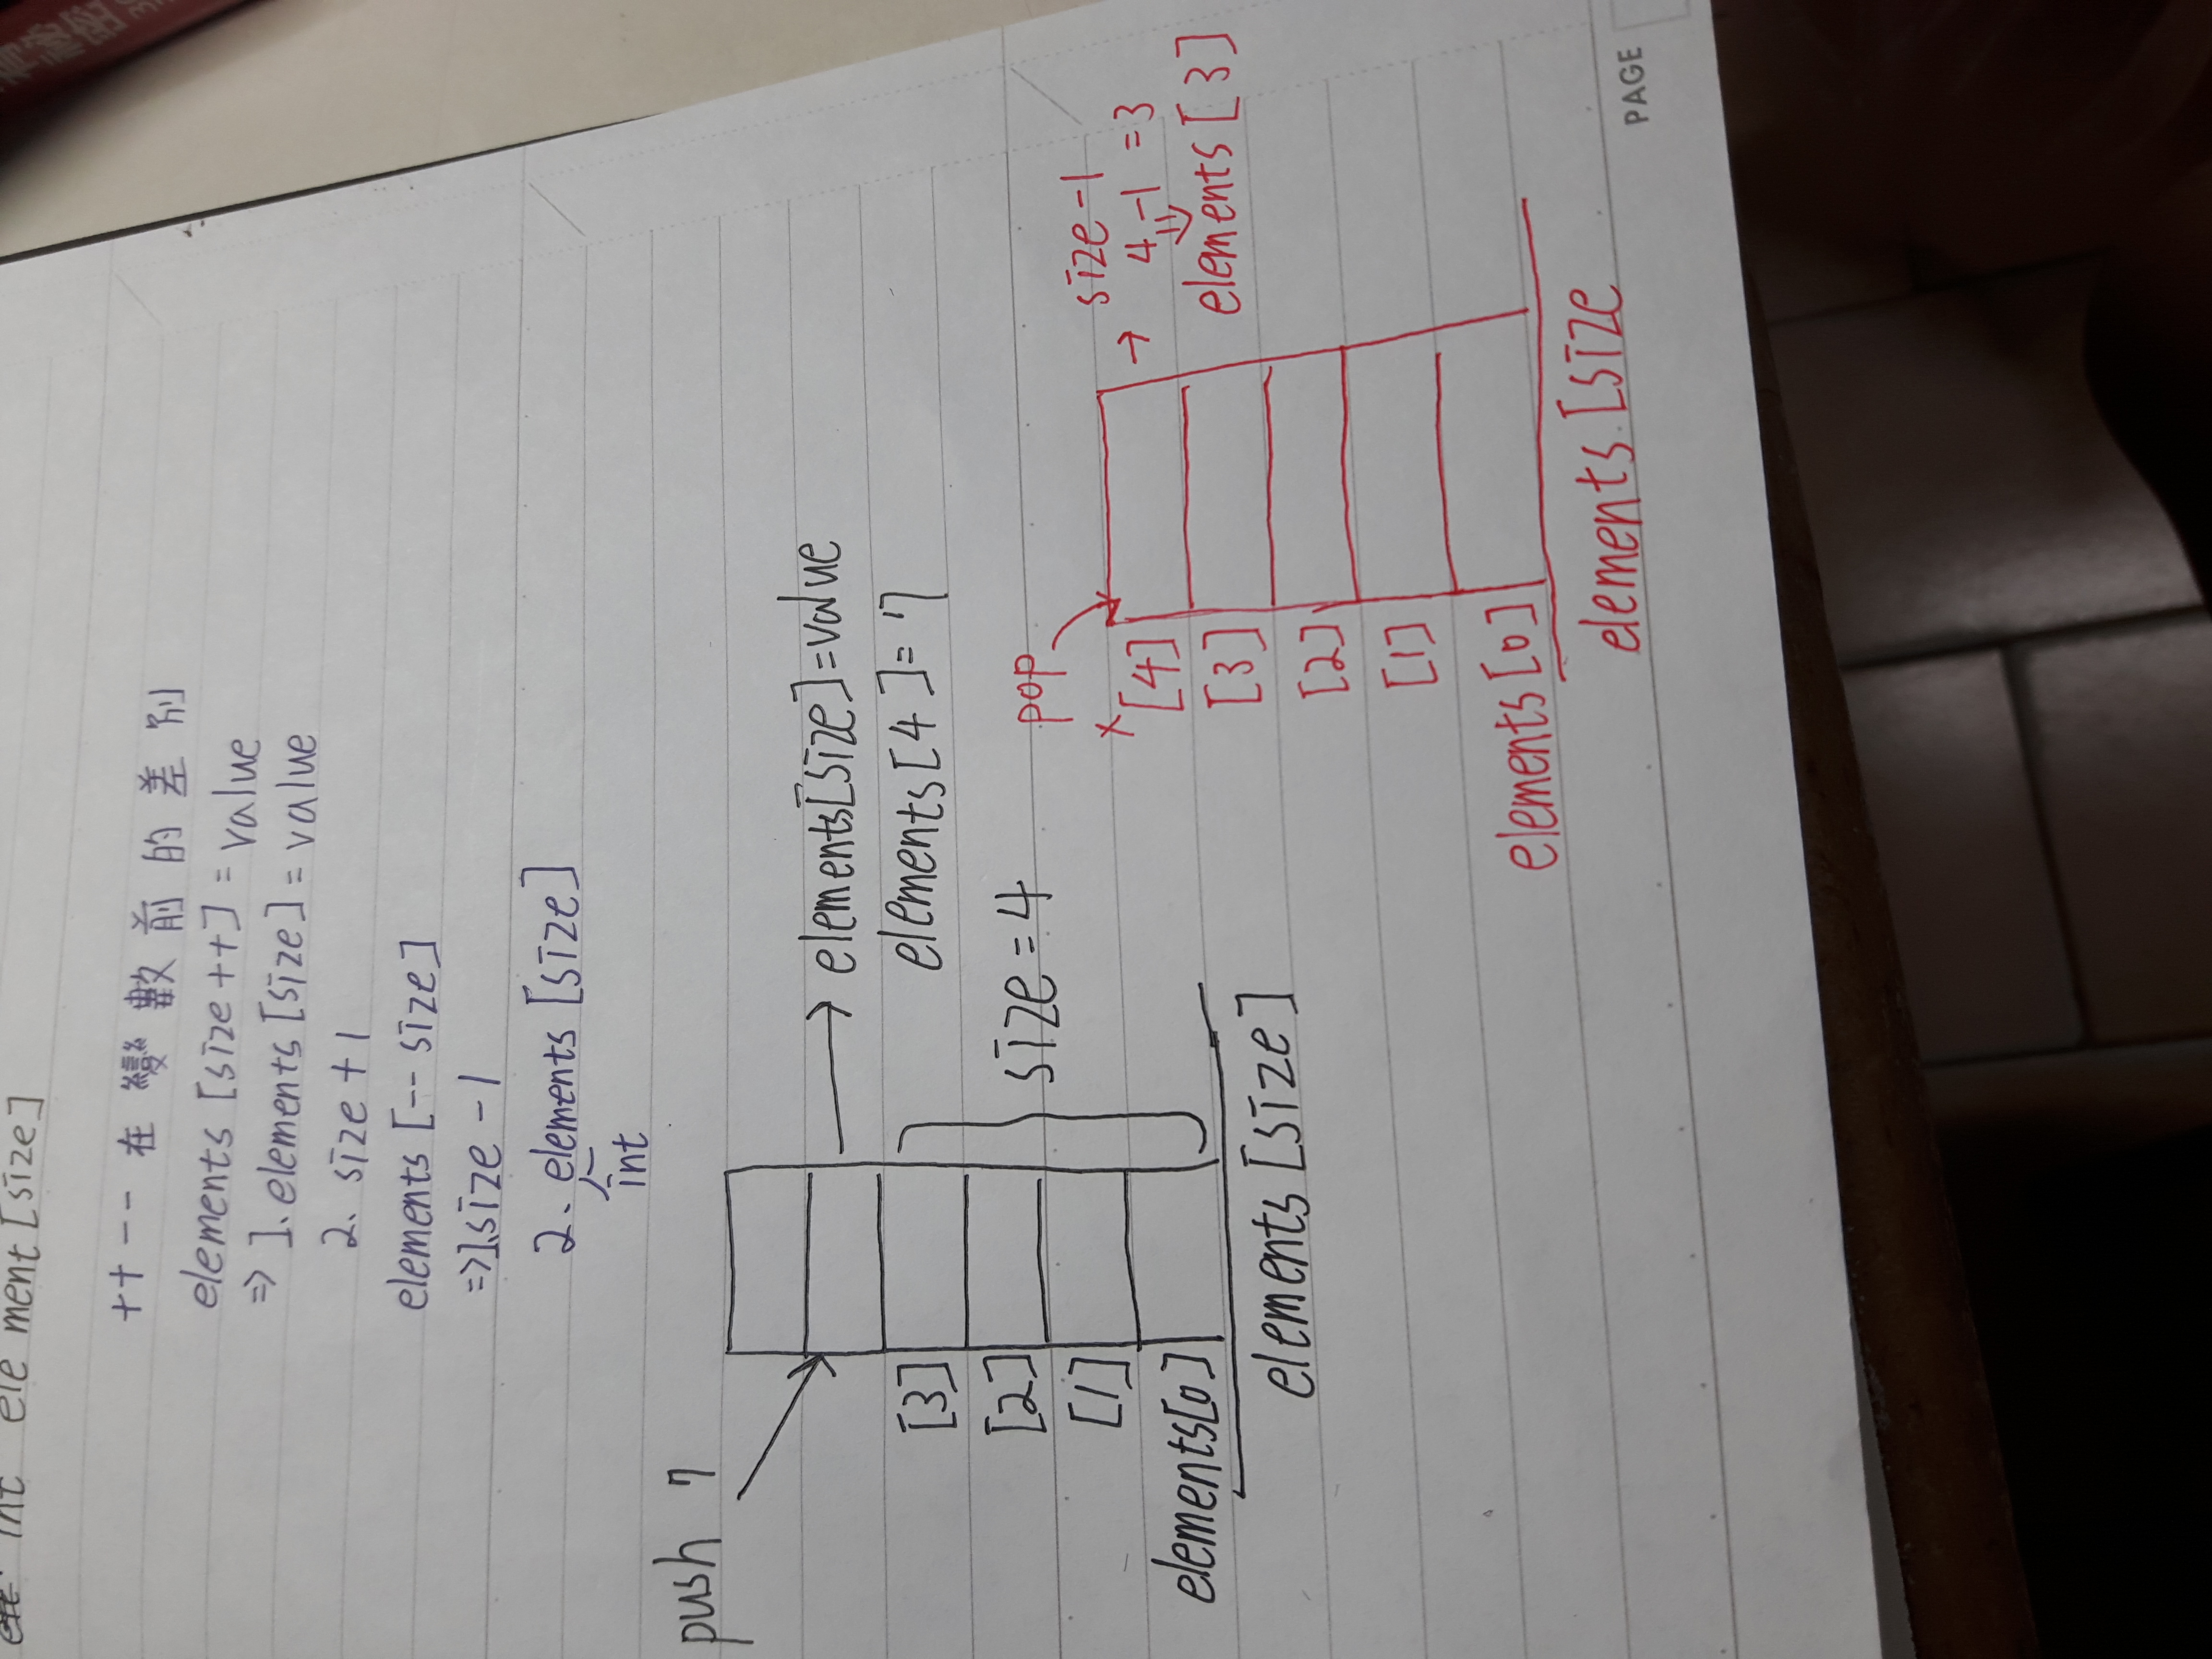 int element[size]
++ -- 在變數前的差別
elements [size++] = value
=> 1. elements [size] = value
2. size + 1
elements [-- size]
=> 1. size - 1
2. elements [size]
int
push 7
elements[size]=value
elements[4]= 7
[3]
[2]
[1]
elements[0]
size = 4
elements [size]
pop
x [4]
[3]
[2]
[1]
elements [0]
→ size - 1
4 - 1 = 3
elements [3]
elements [size
PAGE